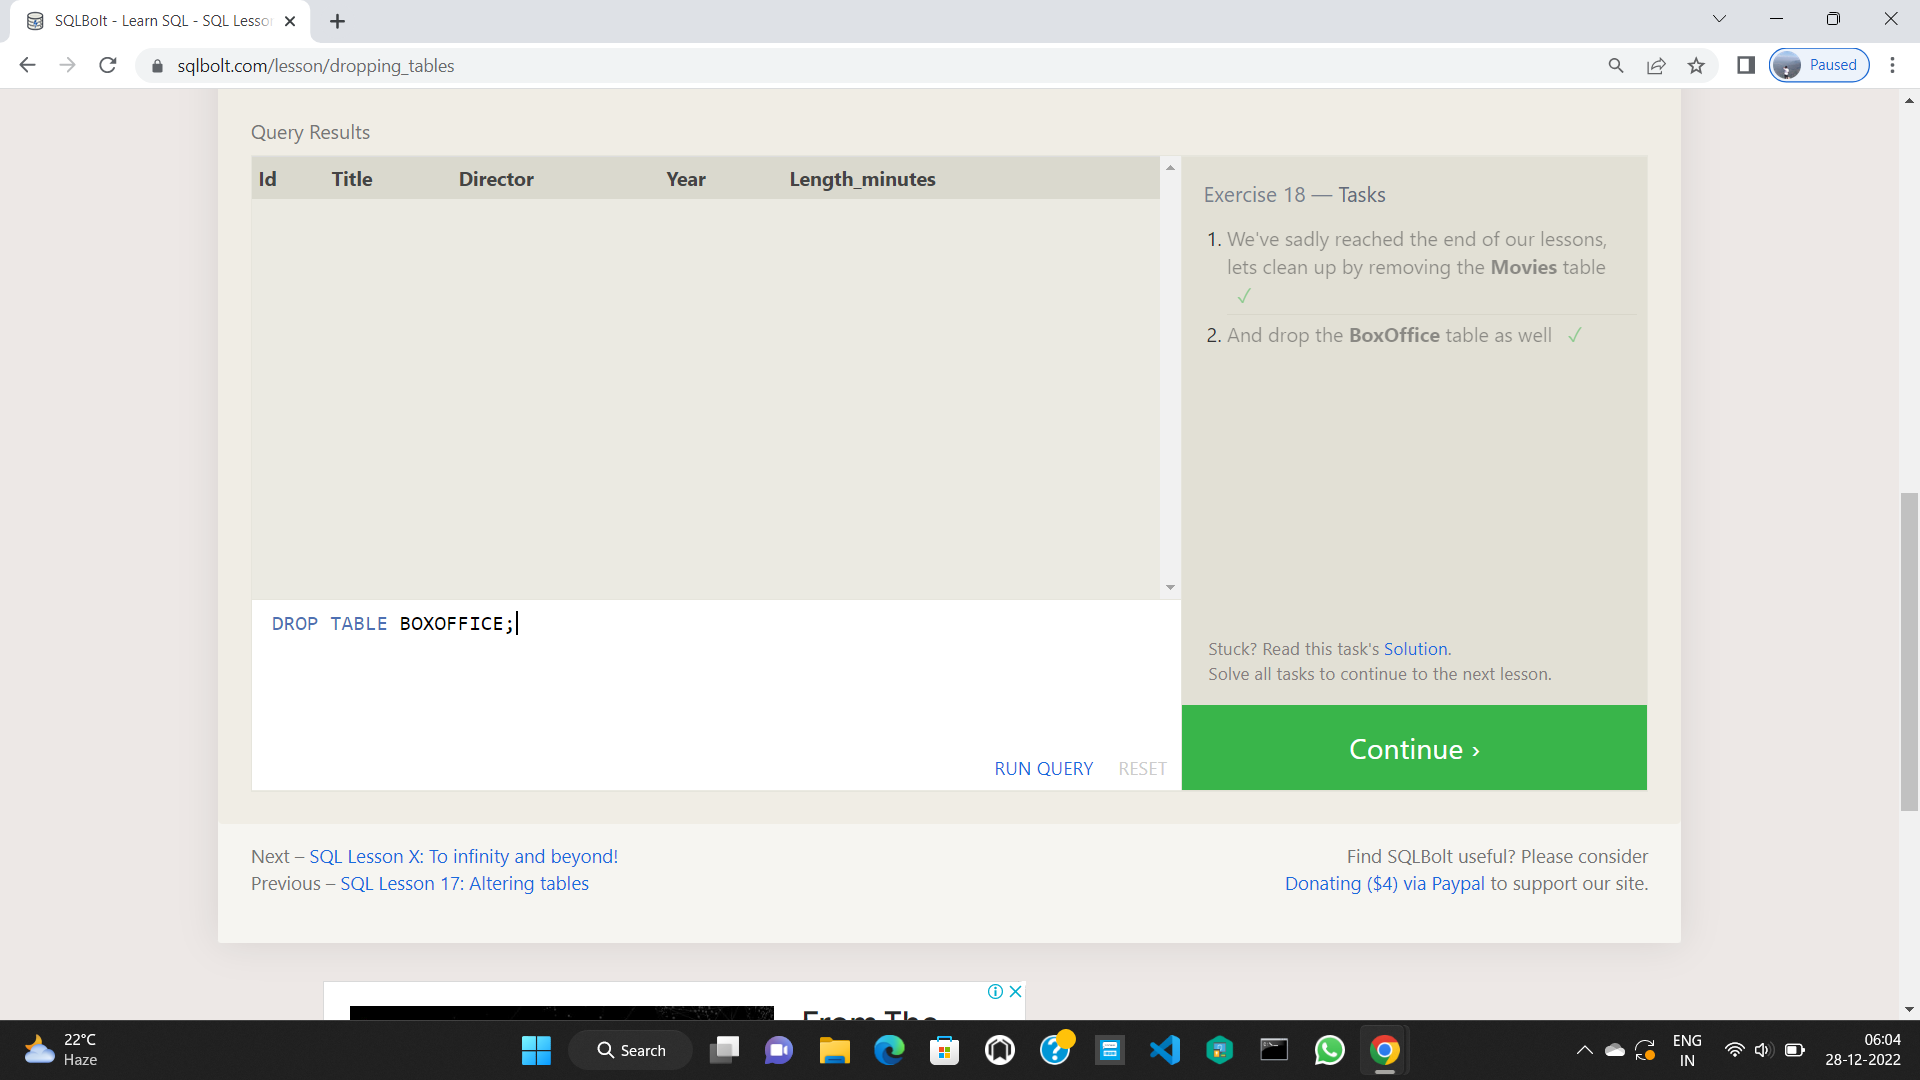 SQLBolt - Learn SQL - SQL Lesso
sqlbolt.com/lesson/dropping_tables
Paused
Query Results
Id Title Director Year Length_minutes
Exercise 18 — Tasks
1. We've sadly reached the end of our lessons,
lets clean up by removing the Movies table
✓
2. And drop the BoxOffice table as well ✓
DROP TABLE BOXOFFICE;
Stuck? Read this task's Solution.
Solve all tasks to continue to the next lesson.
RUN QUERY RESET
Continue ›
Next – SQL Lesson X: To infinity and beyond!
Previous – SQL Lesson 17: Altering tables
Find SQLBolt useful? Please consider
Donating ($4) via Paypal to support our site.
From The
22°C
Haze
Search
ENG
IN
06:04
28-12-2022